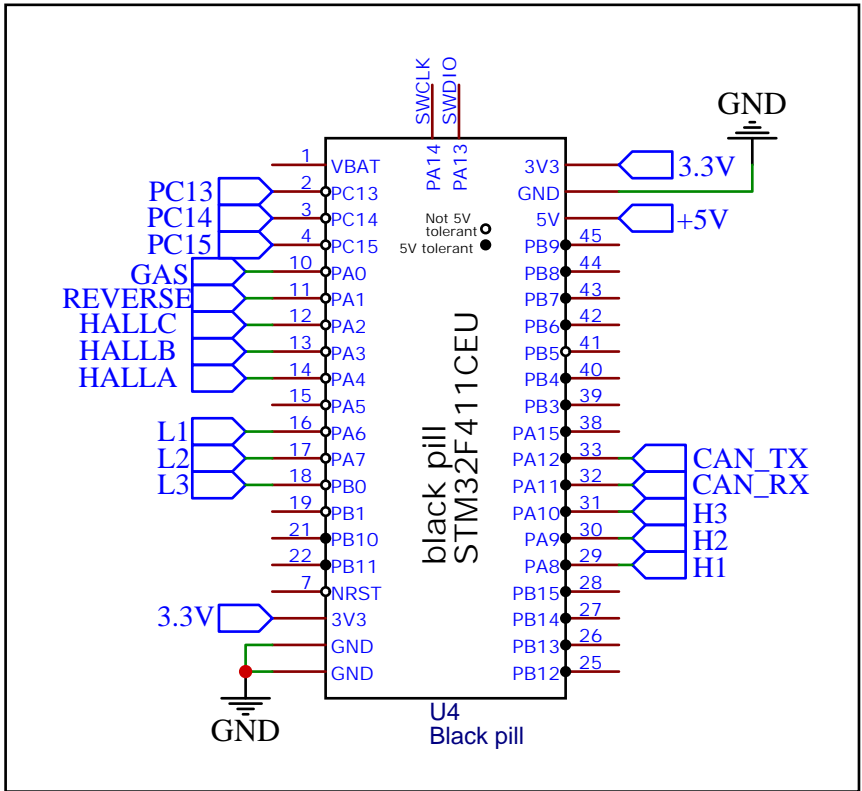 SWCLK
SWDIO
GND
PA14
PA13
1 VBAT
3V3 3.3V
PC13 2 PC13
GND
PC14 3 PC14
Not 5V
tolerant
5V +5V
PC15 4 PC15
5V tolerant
PB9 45
GAS 10 PA0
PB8 44
REVERSE 11 PA1
PB7 43
HALLC 12 PA2
PB6 42
HALLB 13 PA3
PB5 41
HALLA 14 PA4
PB4 40
15 PA5
PB3 39
L1 16 PA6
PA15 38
L2 17 PA7
PA12 33 CAN_TX
L3 18 PB0
PA11 32 CAN_RX
19 PB1
PA10 31 H3
21 PB10
PA9 30 H2
22 PB11
PA8 29 H1
7 NRST
PB15 28
3.3V 3V3
PB14 27
GND
PB13 26
GND
PB12 25
black pill
STM32F411CEU
GND
U4
Black pill